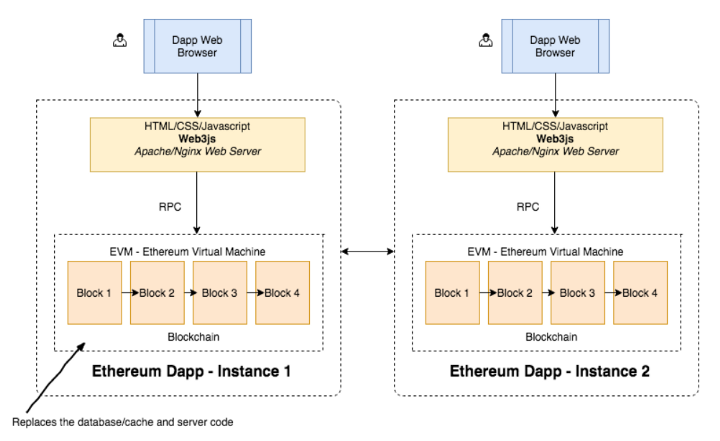 Dapp Web
Browser
HTML/CSS/Javascript
Web3js
Apache/Nginx Web Server
RPC
EVM - Ethereum Virtual Machine
Block 1
Block 2
Block 3
Block 4
Blockchain
Ethereum Dapp - Instance 1
Replaces the database/cache and server code
Dapp Web
Browser
HTML/CSS/Javascript
Web3js
Apache/Nginx Web Server
RPC
EVM - Ethereum Virtual Machine
Block 1
Block 2
Block 3
Block 4
Blockchain
Ethereum Dapp - Instance 2